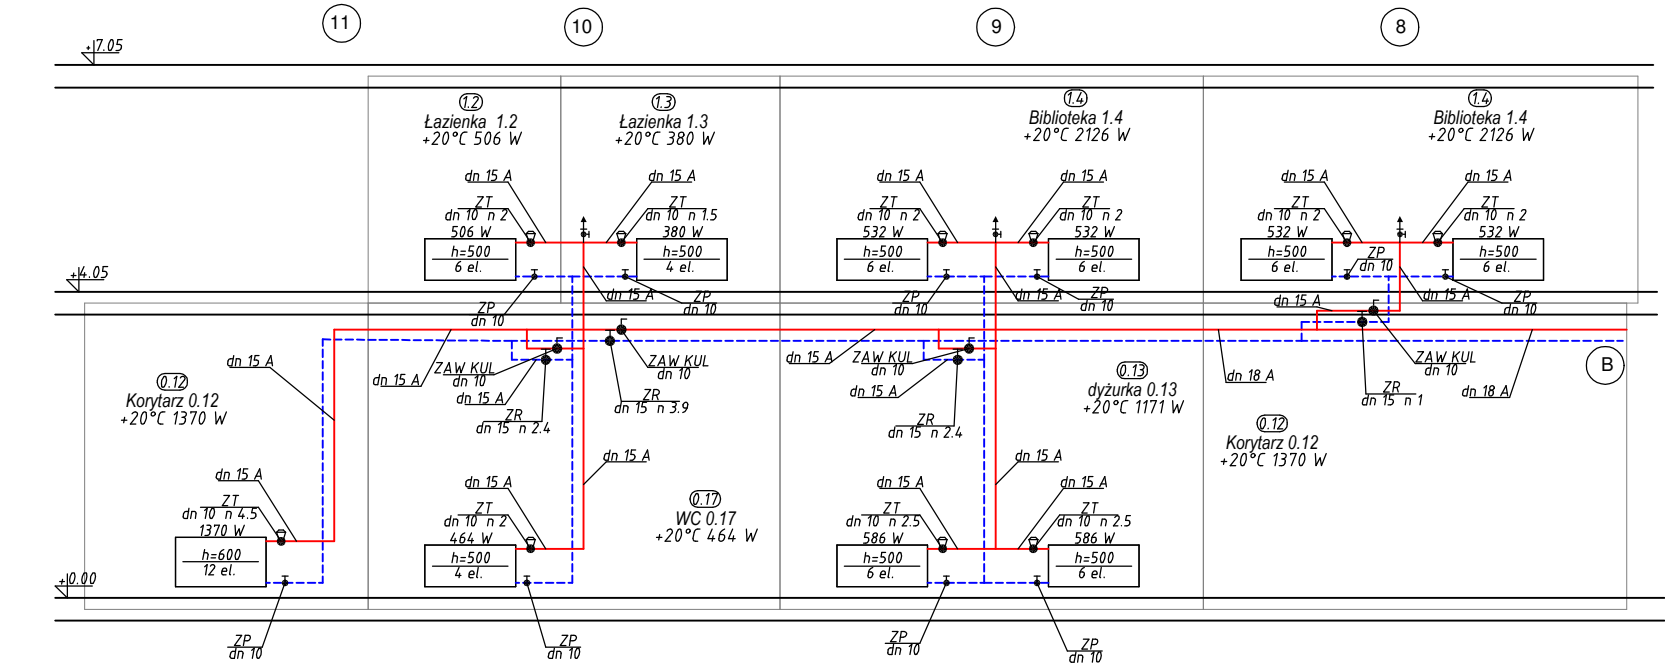 11
10
9
8
+7.05
1.2
Łazienka 1.2
+20°C 506 W
1.3
Łazienka 1.3
+20°C 380 W
1.4
Biblioteka 1.4
+20°C 2126 W
1.4
Biblioteka 1.4
+20°C 2126 W
dn 15 A
dn 15 A
dn 15 A
dn 15 A
dn 15 A
dn 15 A
ZT
dn 10 n 2
506 W
h=500
6 el.
ZT
dn 10 n 1.5
380 W
h=500
4 el.
ZT
dn 10 n 2
532 W
h=500
6 el.
ZT
dn 10 n 2
532 W
h=500
6 el.
ZT
dn 10 n 2
532 W
h=500
6 el.
ZT
dn 10 n 2
532 W
h=500
6 el.
ZP
dn 10
+4.05
ZP
dn 10
dn 15 A
ZP
dn 10
ZP
dn 10
dn 15 A
ZP
dn 10
dn 15 A
dn 15 A
ZP
dn 10
dn 15 A
dn 15 A
ZAW KUL
dn 10
dn 15 A
ZR
dn 15 n 2.4
ZAW KUL
dn 10
ZR
dn 15 n 3.9
dn 15 A
ZAW KUL
dn 10
dn 15 A
ZR
dn 15 n 2.4
dn 18 A
ZAW KUL
dn 10
ZR
dn 15 n 1
dn 18 A
B
0.12
Korytarz 0.12
+20°C 1370 W
0.13
dyżurka 0.13
+20°C 1171 W
0.12
Korytarz 0.12
+20°C 1370 W
dn 15 A
dn 15 A
dn 15 A
dn 15 A
dn 15 A
dn 15 A
0.17
WC 0.17
+20°C 464 W
ZT
dn 10 n 4.5
1370 W
h=600
12 el.
ZT
dn 10 n 2
464 W
h=500
4 el.
ZT
dn 10 n 2.5
586 W
h=500
6 el.
ZT
dn 10 n 2.5
586 W
h=500
6 el.
+0.00
ZP
dn 10
ZP
dn 10
ZP
dn 10
ZP
dn 10